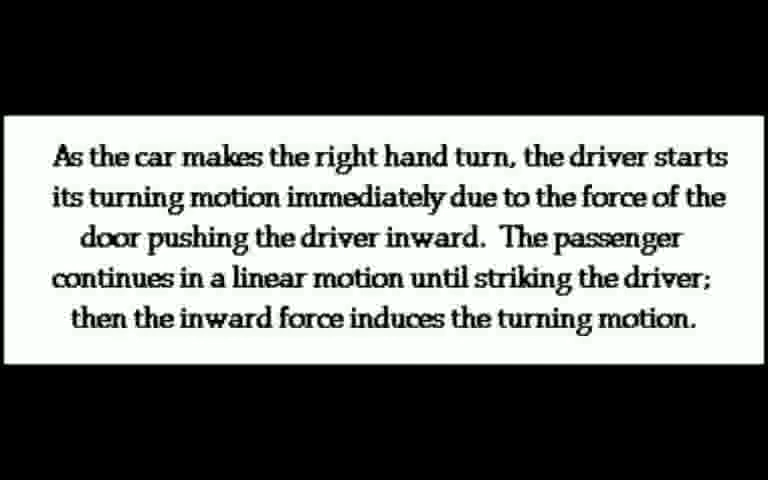 As the car makes the right hand turn, the driver starts
its turning motion immediately due to the force of the
door pushing the driver inward. The passenger
continues in a linear motion until striking the driver;
then the inward force induces the turning motion.